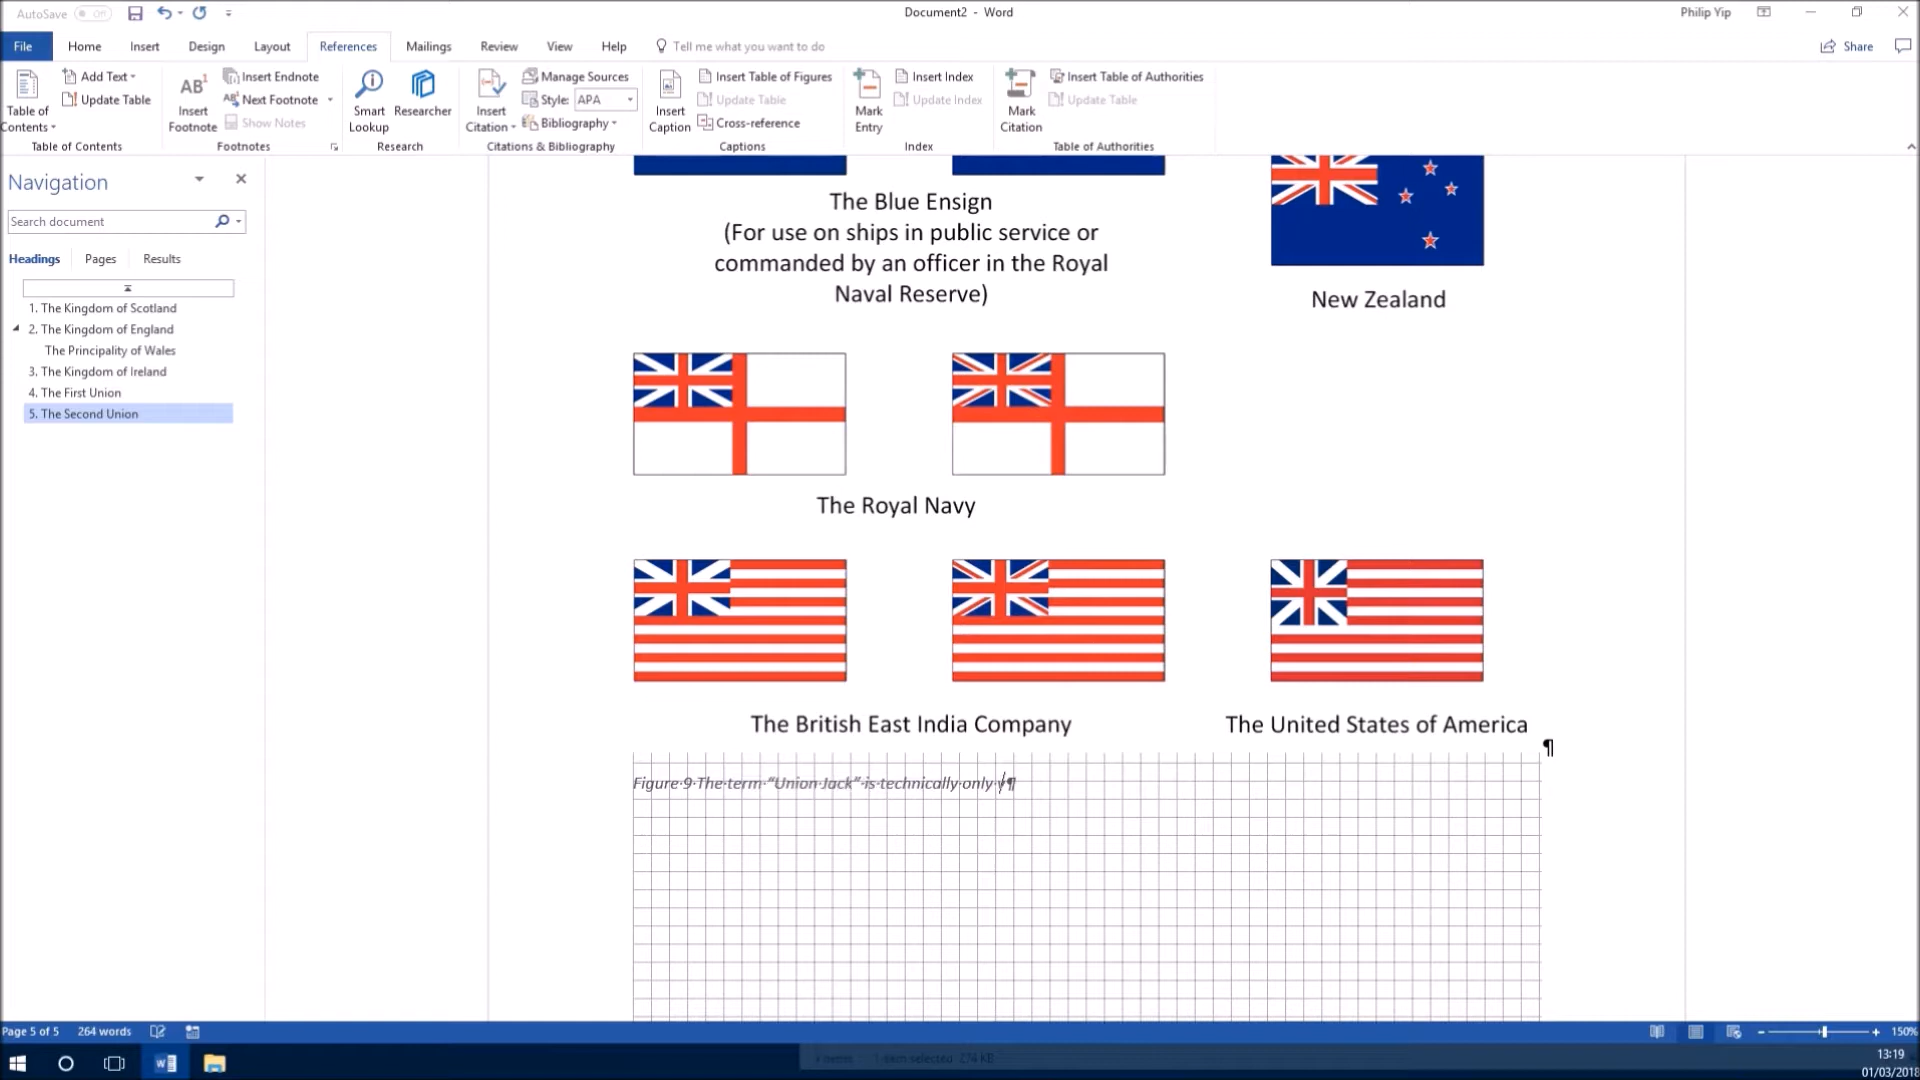 AutoSave Off
Document2 - Word
Philip Yip
File Home Insert Design Layout References Mailings Review View Help Tell me what you want to do
Share
Table of Contents
Add Text
Update Table
Table of Contents
AB1 Insert Footnote
Insert Endnote
AB Next Footnote
Show Notes
Footnotes
Smart Lookup
Researcher
Research
Insert Citation
Manage Sources
Style: APA
Bibliography
Citations & Bibliography
Insert Caption
Insert Table of Figures
Update Table
Cross-reference
Captions
Mark Entry
Insert Index
Update Index
Index
Mark Citation
Insert Table of Authorities
Update Table
Table of Authorities
Navigation
Search document
Headings Pages Results
1. The Kingdom of Scotland
2. The Kingdom of England
The Principality of Wales
3. The Kingdom of Ireland
4. The First Union
5. The Second Union
The Blue Ensign
(For use on ships in public service or
commanded by an officer in the Royal
Naval Reserve)
New Zealand
The Royal Navy
The British East India Company
The United States of America
¶
Figure·9·The·term·“Union·Jack”·is·technically·only·v¶
Page 5 of 5 264 words
150%
1 item selected 274 KB
13:19
01/03/2018